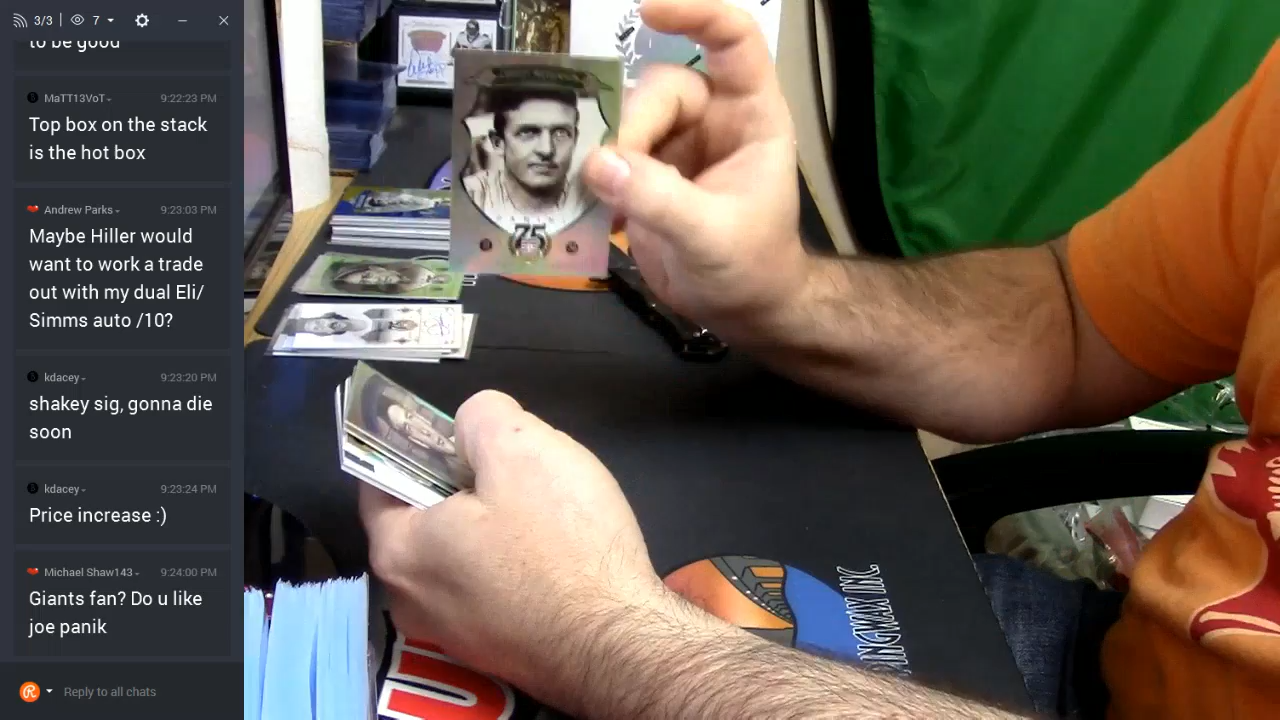 3/3 7
to be good
MaTT13VoT 9:22:23 PM
Top box on the stack
is the hot box
Andrew Parks 9:23:03 PM
Maybe Hiller would
want to work a trade
out with my dual Eli/
Simms auto /10?
kdacey 9:23:20 PM
shakey sig, gonna die
soon
kdacey 9:23:24 PM
Price increase :)
Michael Shaw143 9:24:00 PM
Giants fan? Do u like
joe panik
Reply to all chats
75
INGWAX INC